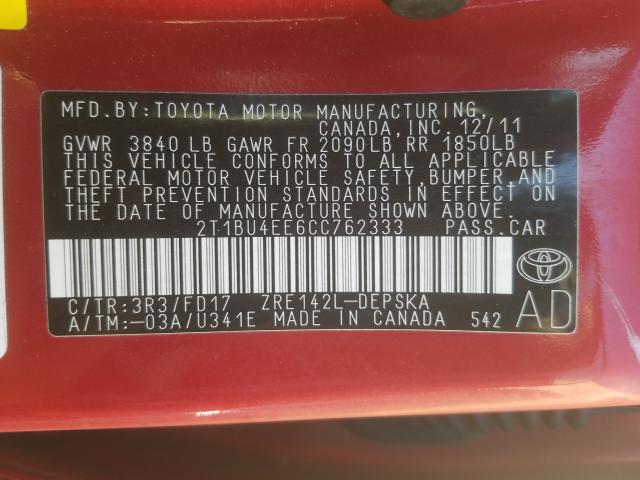 MFD.BY:TOYOTA MOTOR MANUFACTURING,
CANADA,INC. 12/11
GVWR 3840 LB GAWR FR 2090LB RR 1850LB
THIS VEHICLE CONFORMS TO ALL APPLICABLE
FEDERAL MOTOR VEHICLE SAFETY, BUMPER, AND
THEFT PREVENTION STANDARDS IN EFFECT ON
THE DATE OF MANUFACTURE SHOWN ABOVE.
2T1BU4EE6CC762333 PASS.CAR
C/TR:3R3/FD17 ZRE142L-DEPSKA
A/TM:-03A/U341E MADE IN CANADA 542
AD